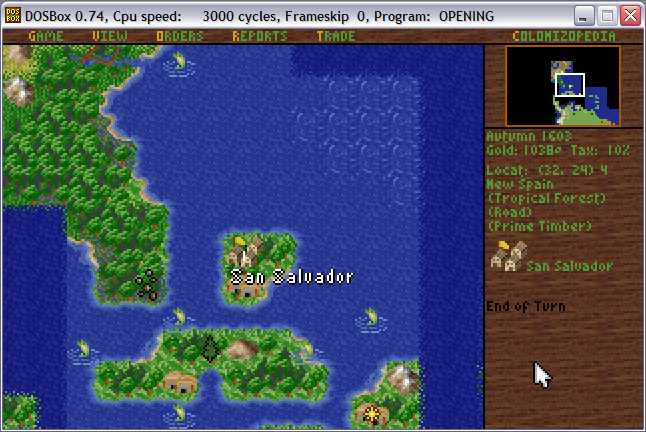 DOSBox 0.74, Cpu speed: 3000 cycles, Frameskip 0, Program: OPENING
GAME VIEW ORDERS REPORTS TRADE COLONIZOPEDIA
Autumn 1603
Gold: 1038e Tax: 10%
Locat: (32, 24) 4
New Spain
(Tropical Forest)
(Road)
(Prime Timber)
San Salvador
San Salvador
End of Turn